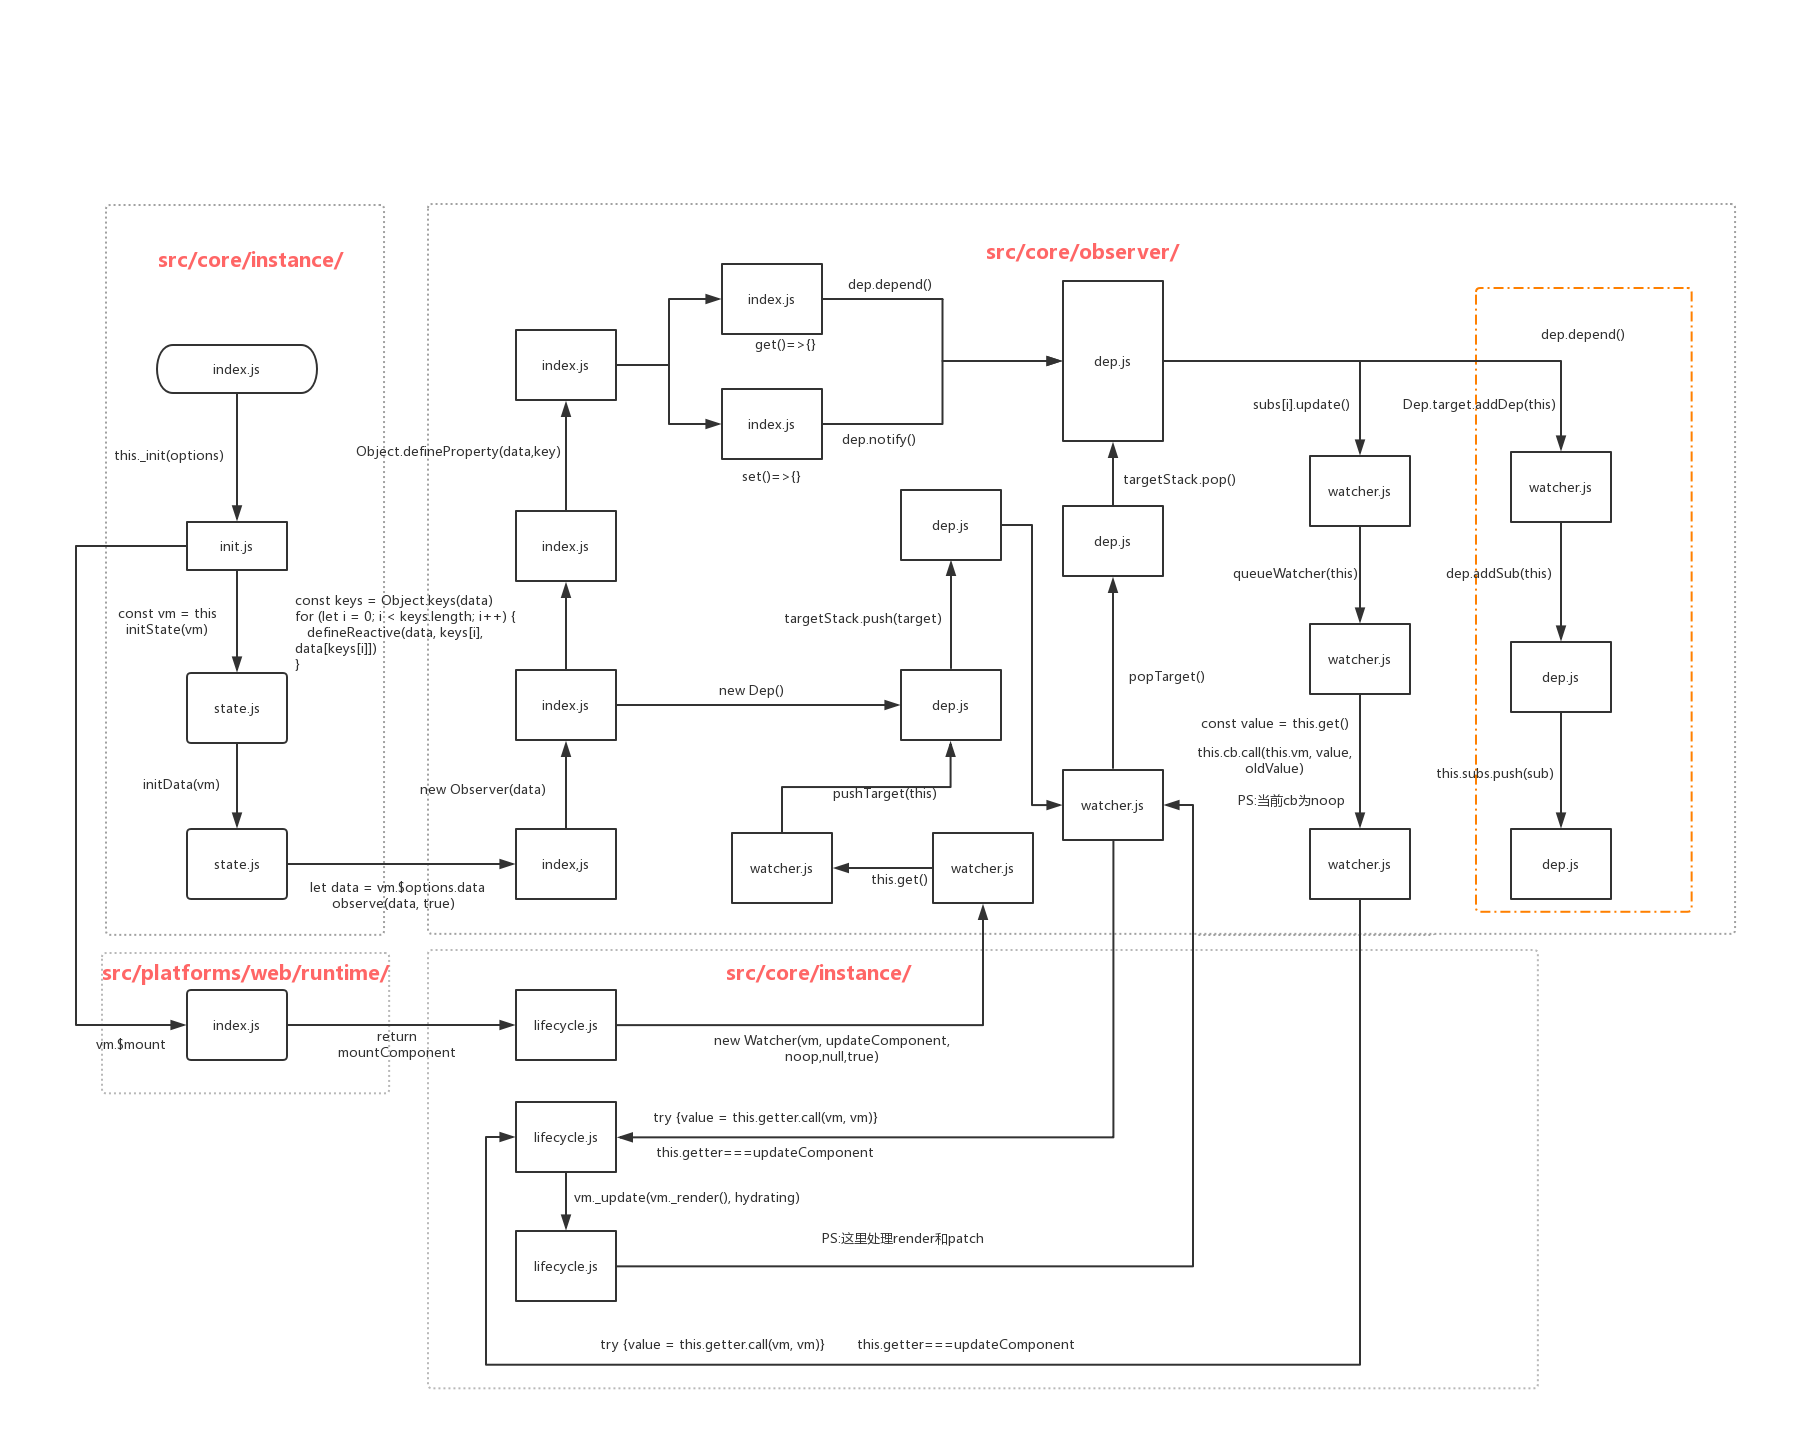 src/core/instance/
index.js
this._init(options)
init.js
const vm = this
initState(vm)
state.js
initData(vm)
state.js
let data = vm.$options.data
observe(data, true)
src/core/observer/
index,js
new Observer(data)
index.js
const keys = Object.keys(data)
for (let i = 0; i < keys.length; i++) {
defineReactive(data, keys[i],
data[keys[i]])
}
index.js
Object.defineProperty(data,key)
index.js
index.js
get()=>{}
dep.depend()
index.js
set()=>{}
dep.notify()
dep.js
new Dep()
dep.js
targetStack.push(target)
dep.js
pushTarget(this)
watcher.js
this.get()
watcher.js
targetStack.pop()
dep.js
popTarget()
watcher.js
subs[i].update()
watcher.js
queueWatcher(this)
watcher.js
const value = this.get()
this.cb.call(this.vm, value,
oldValue)
PS:当前cb为noop
watcher.js
dep.depend()
Dep.target.addDep(this)
watcher.js
dep.addSub(this)
dep.js
this.subs.push(sub)
dep.js
src/platforms/web/runtime/
index.js
vm.$mount
return
mountComponent
src/core/instance/
lifecycle.js
new Watcher(vm, updateComponent,
noop,null,true)
lifecycle.js
try {value = this.getter.call(vm, vm)}
this.getter===updateComponent
vm._update(vm._render(), hydrating)
lifecycle.js
PS:这里处理render和patch
try {value = this.getter.call(vm, vm)}
this.getter===updateComponent